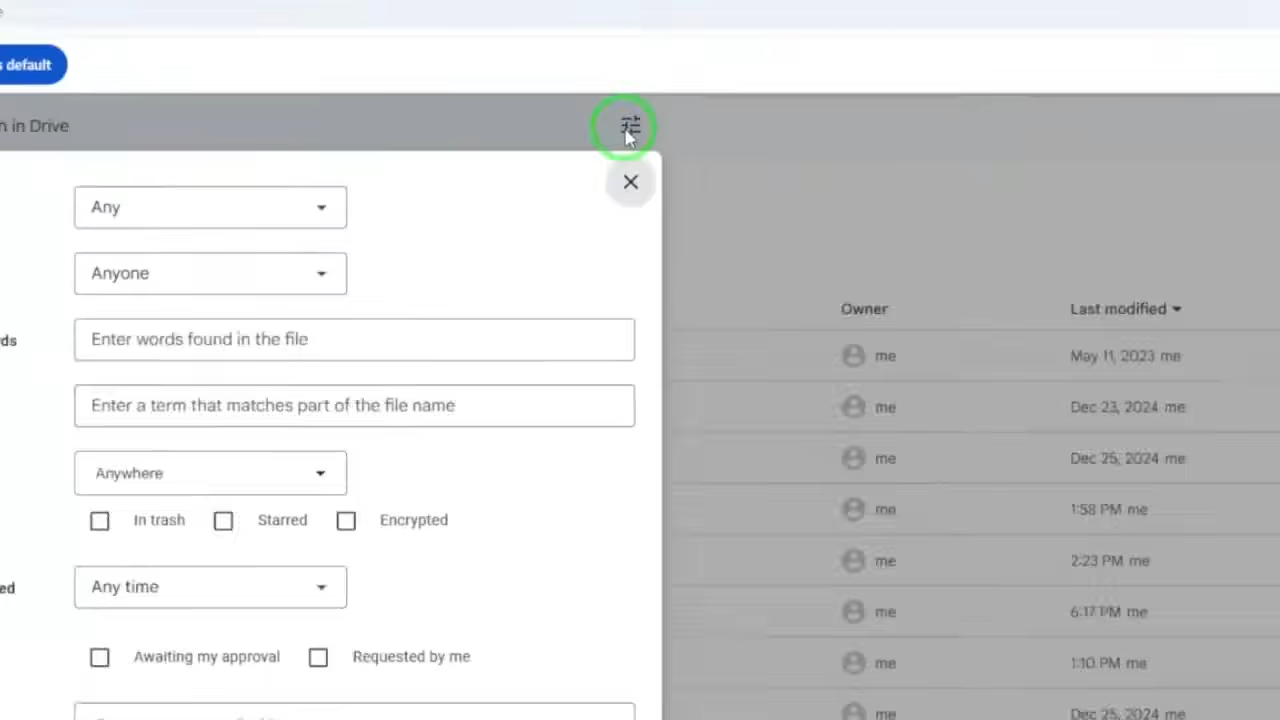 default
in Drive
Any
Anyone
Owner
Last modified
Enter words found in the file
me
May 11, 2023 me
Enter a term that matches part of the file name
me
Dec 23, 2024 me
Anywhere
me
Dec 25, 2024 me
In trash
Starred
Encrypted
me
1:58 PM me
Any time
me
2:23 PM me
me
6:17 PM me
Awaiting my approval
Requested by me
me
1:10 PM me
me
Dec 25, 2024 me